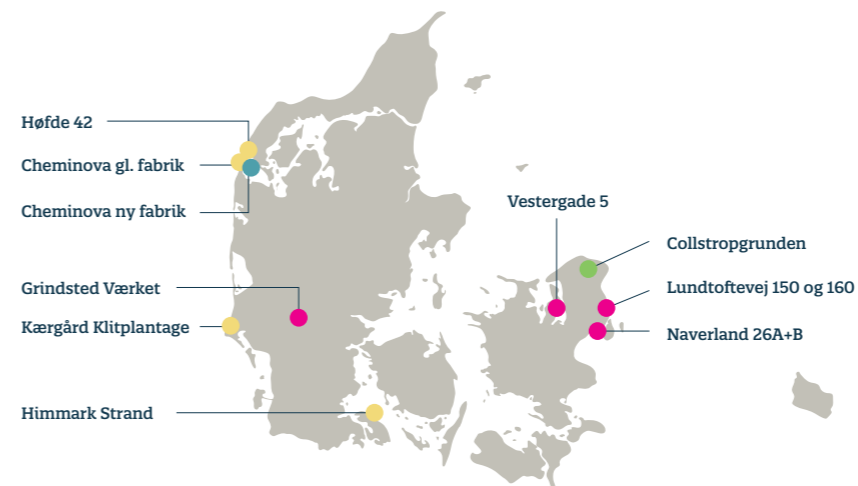 Høfde 42
Cheminova gl. fabrik
Cheminova ny fabrik
Grindsted Værket
Kærgård Klitplantage
Himmark Strand
Vestergade 5
Collstropgrunden
Lundtoftevej 150 og 160
Naverland 26A+B